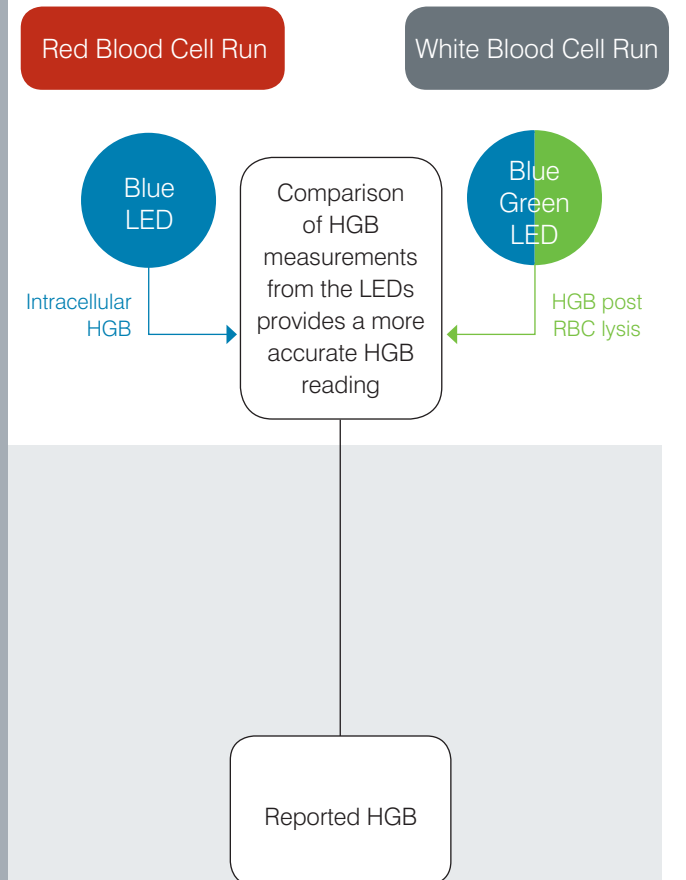 Red Blood Cell Run
White Blood Cell Run
Blue
LED
Intracellular
HGB
Comparison
of HGB
measurements
from the LEDs
provides a more
accurate HGB
reading
Blue
Green
LED
HGB post
RBC lysis
Reported HGB